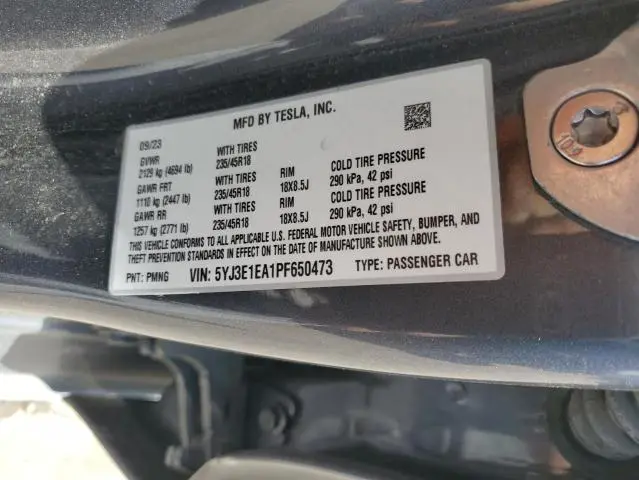 MFD BY TESLA, INC.
09/23
GVWR WITH TIRES
2129 kg (4694 lb) 235/45R18
GAWR FRT WITH TIRES RIM COLD TIRE PRESSURE
1110 kg (2447 lb) 235/45R18 18X8.5J 290 kPa, 42 psi
GAWR RR WITH TIRES RIM COLD TIRE PRESSURE
1257 kg (2771 lb) 235/45R18 18X8.5J 290 kPa, 42 psi
THIS VEHICLE CONFORMS TO ALL APPLICABLE U.S. FEDERAL MOTOR VEHICLE SAFETY, BUMPER, AND
THEFT PREVENTION STANDARDS IN EFFECT ON THE DATE OF MANUFACTURE SHOWN ABOVE.
PNT: PMNG VIN: 5YJ3E1EA1PF650473 TYPE: PASSENGER CAR
10.9